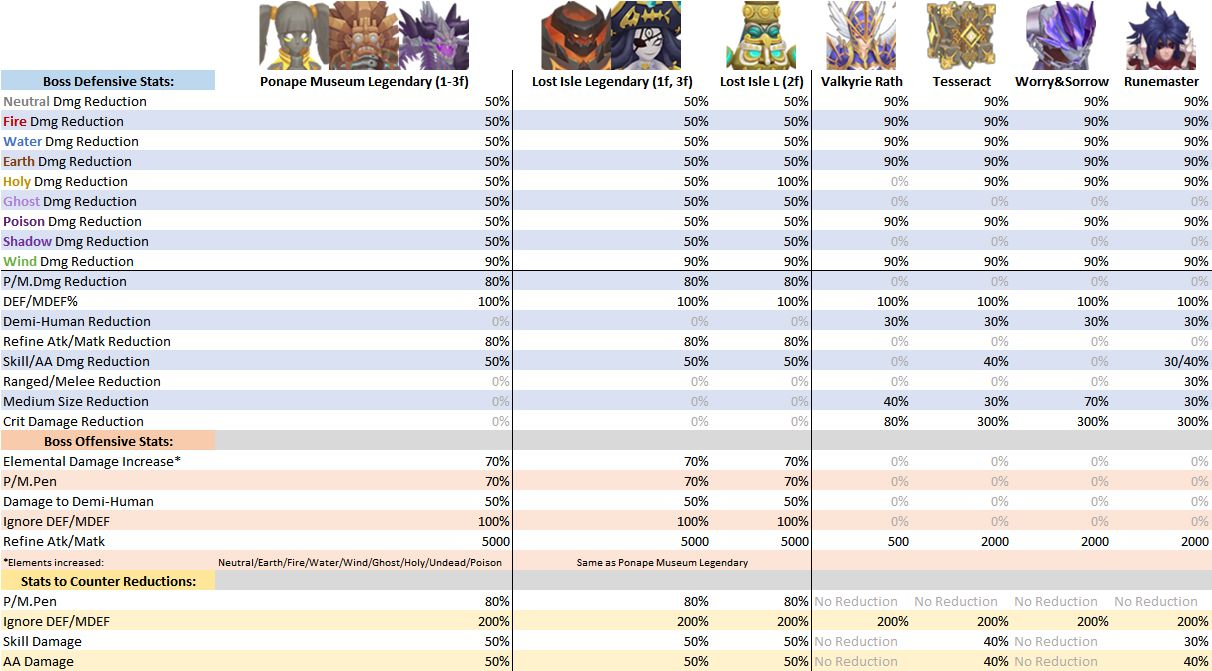 Boss Defensive Stats: Ponape Museum Legendary (1-3f) Lost Isle Legendary (1f, 3f) Lost Isle L (2f) Valkyrie Rath Tesseract Worry&Sorrow Runemaster
Neutral Dmg Reduction 50% 50% 50% 90% 90% 90% 90%
Fire Dmg Reduction 50% 50% 50% 90% 90% 90% 90%
Water Dmg Reduction 50% 50% 50% 90% 90% 90% 90%
Earth Dmg Reduction 50% 50% 50% 90% 90% 90% 90%
Holy Dmg Reduction 50% 50% 100% 0% 90% 90% 90%
Ghost Dmg Reduction 50% 50% 50% 0% 0% 0% 0%
Poison Dmg Reduction 50% 50% 50% 90% 90% 90% 90%
Shadow Dmg Reduction 50% 50% 50% 0% 0% 0% 0%
Wind Dmg Reduction 90% 90% 90% 90% 90% 90% 90%
P/M.Dmg Reduction 80% 80% 80% 0% 0% 0% 0%
DEF/MDEF% 100% 100% 100% 100% 100% 100% 100%
Demi-Human Reduction 0% 0% 0% 30% 30% 30% 30%
Refine Atk/Matk Reduction 80% 80% 80% 0% 0% 0% 0%
Skill/AA Dmg Reduction 50% 50% 50% 0% 40% 0% 30/40%
Ranged/Melee Reduction 0% 0% 0% 0% 0% 0% 30%
Medium Size Reduction 0% 0% 0% 40% 30% 70% 30%
Crit Damage Reduction 0% 0% 0% 80% 300% 300% 300%
Boss Offensive Stats:
Elemental Damage Increase* 70% 70% 70% 0% 0% 0% 0%
P/M.Pen 70% 70% 70% 0% 0% 0% 0%
Damage to Demi-Human 50% 50% 50% 0% 0% 0% 0%
Ignore DEF/MDEF 100% 100% 100% 0% 0% 0% 0%
Refine Atk/Matk 5000 5000 5000 500 2000 2000 2000
*Elements increased: Neutral/Earth/Fire/Water/Wind/Ghost/Holy/Undead/Poison Same as Ponape Museum Legendary
Stats to Counter Reductions:
P/M.Pen 80% 80% 80% No Reduction No Reduction No Reduction No Reduction
Ignore DEF/MDEF 200% 200% 200% 200% 200% 200% 200%
Skill Damage 50% 50% 50% No Reduction 40% No Reduction 30%
AA Damage 50% 50% 50% No Reduction 40% No Reduction 40%